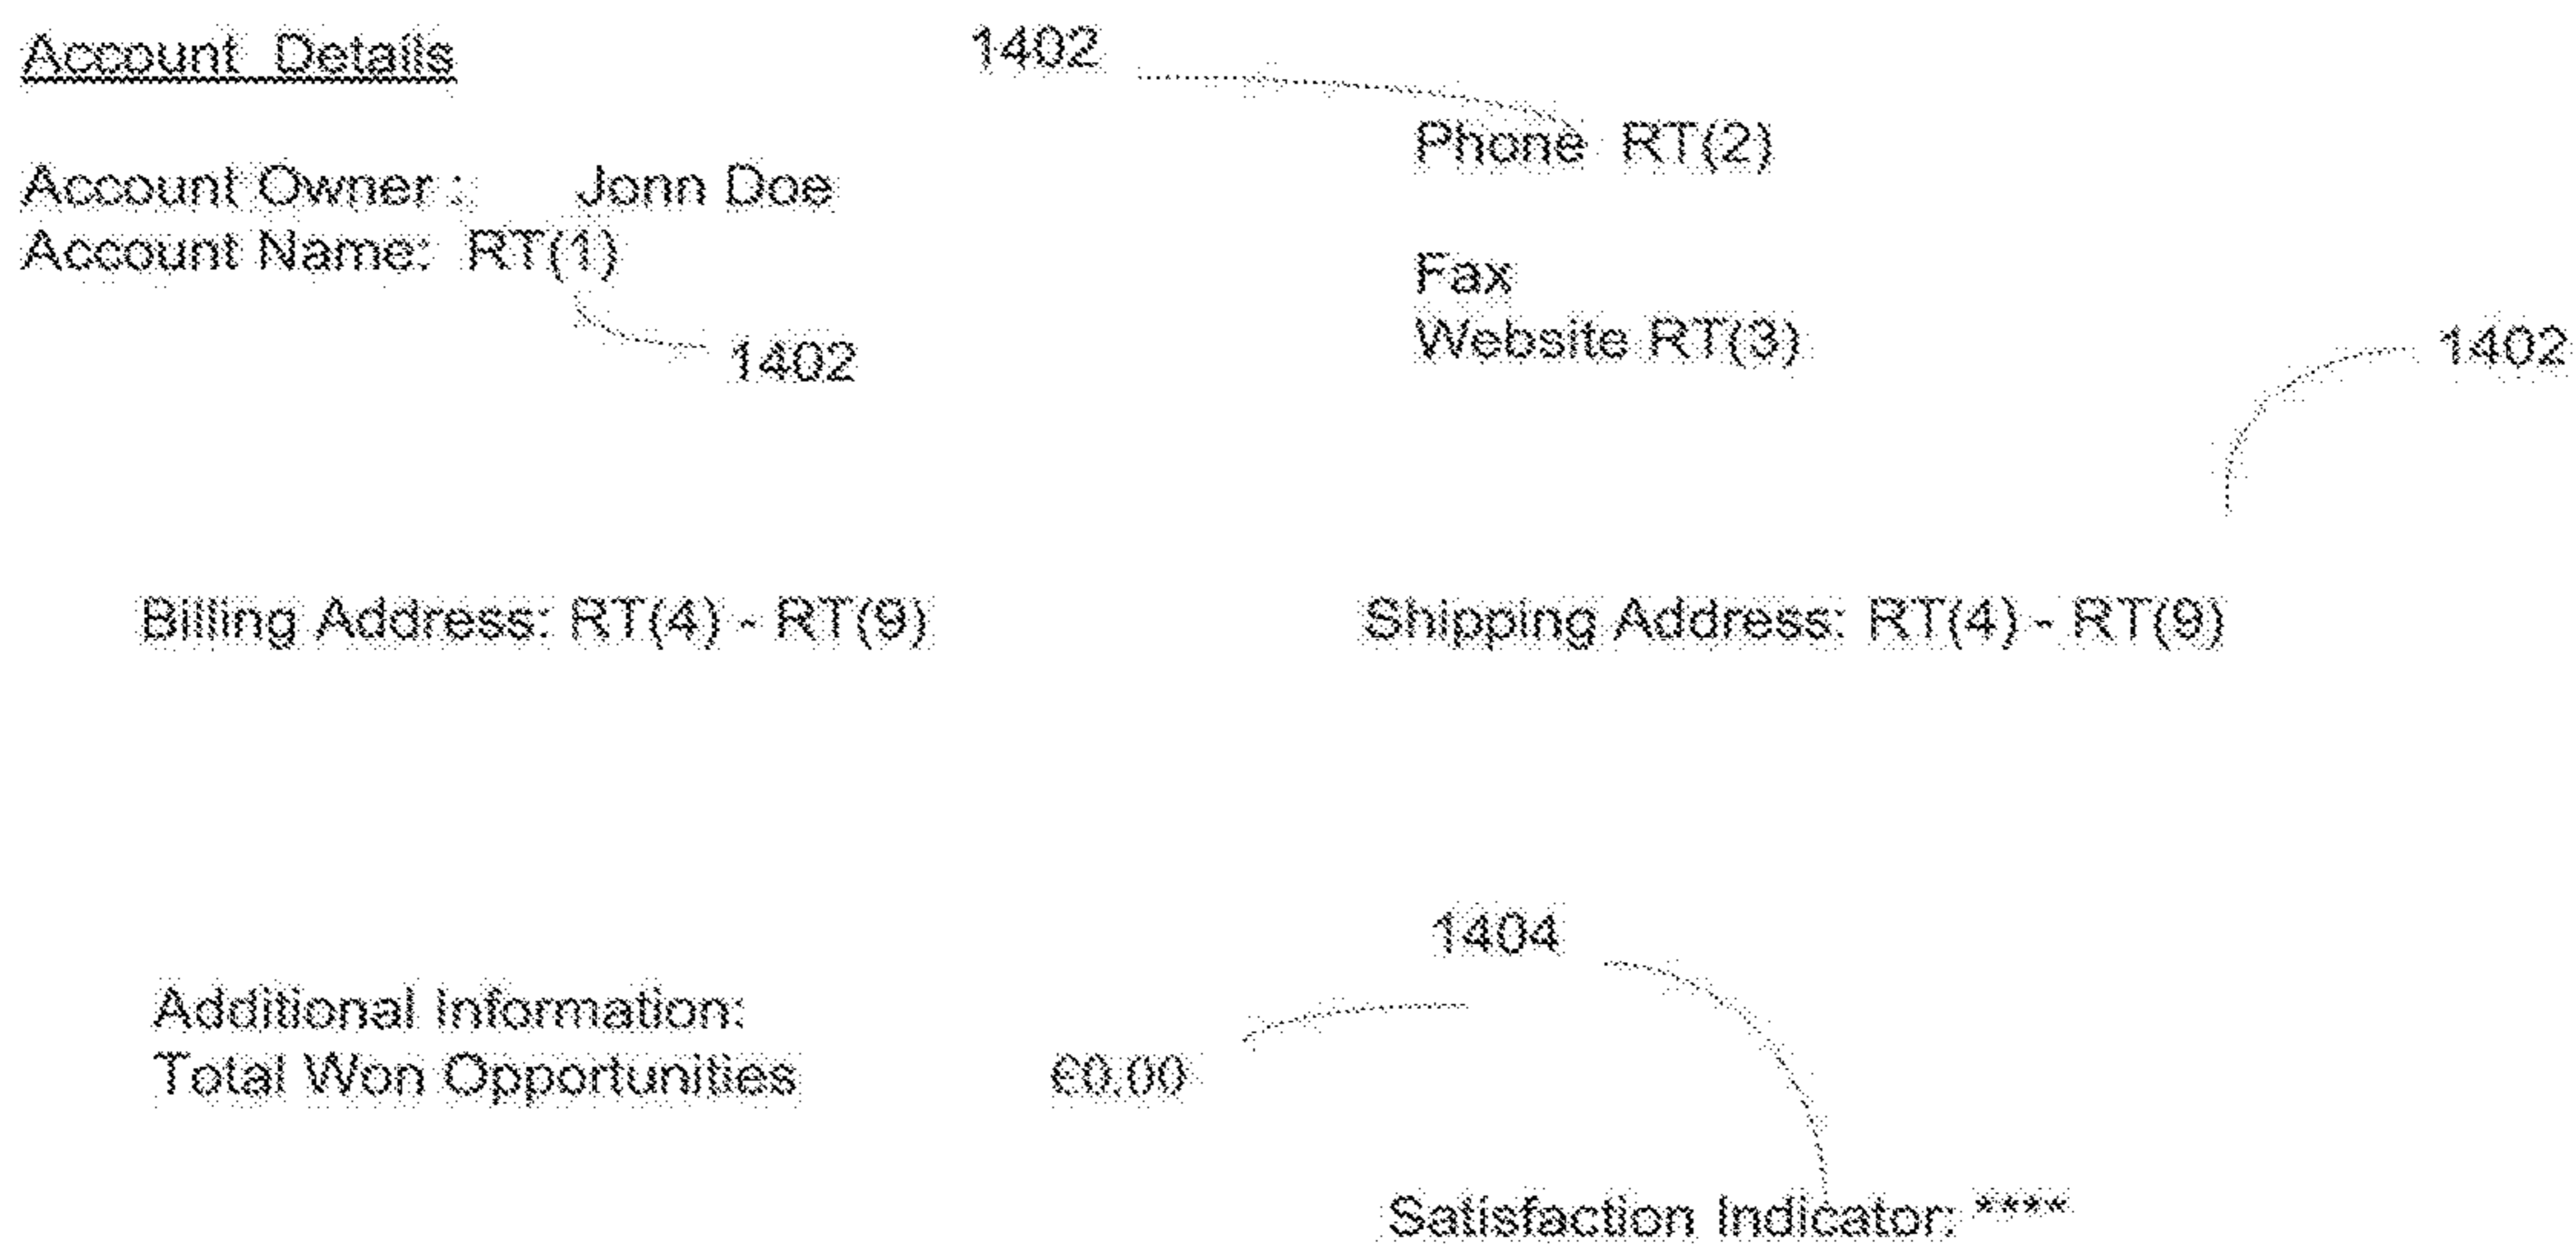 Account Details
1402
Phone RT(2)
Account Owner : Jonn Doe
Account Name: RT(1)
Fax
Website RT(3)
1402
1402
Billing Address: RT(4) - RT(9)
Shipping Address: RT(4) - RT(9)
1404
Additional Information:
Total Won Opportunities €0.00
Satisfaction Indicator: ****